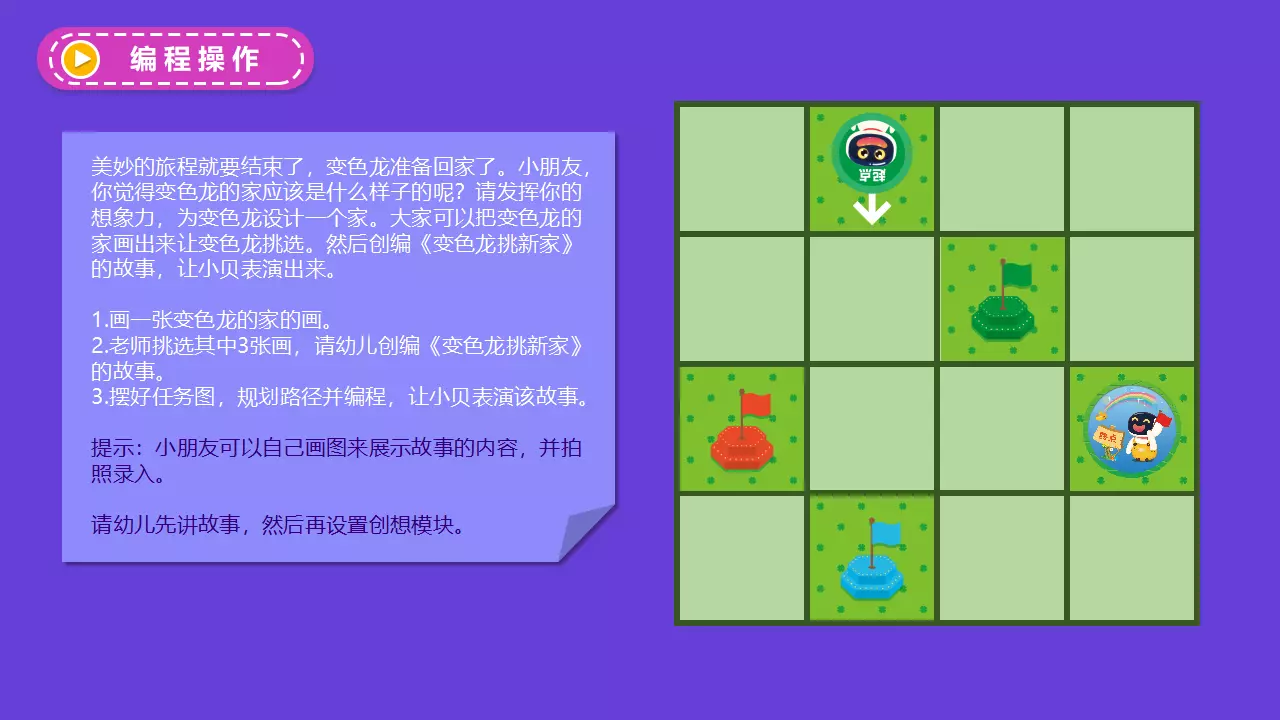 编程操作
美妙的旅程就要结束了，变色龙准备回家了。小朋友，
你觉得变色龙的家应该是什么样子的呢？请发挥你的
想象力，为变色龙设计一个家。大家可以把变色龙的
家画出来让变色龙挑选。然后创编《变色龙挑新家》
的故事，让小贝表演出来。
1.画一张变色龙的家的画。
2.老师挑选其中3张画，请幼儿创编《变色龙挑新家》
的故事。
3.摆好任务图，规划路径并编程，让小贝表演该故事。
提示：小朋友可以自己画图来展示故事的内容，并拍
照录入。
请幼儿先讲故事，然后再设置创想模块。
起点
终点